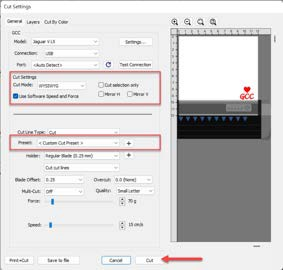 Cut Settings
General Layers Cut By Color
GCC
Model: Jaguar V LX Settings...
Connection: USB
Port: <Auto Detect> Test Connection
Cut Settings
Cut Mode: WYSIWYG Cut selection only
Use Software Speed and Force Mirror H Mirror V
Cut Line Type: Cut
Preset: < Custom Cut Preset > +
Holder: Regular Blade (0.25 mm) +
Cut cut lines
Blade Offset: 0.25 Overcut: 0.0 (None)
Multi-Cut: Off Quality: Small Letter
Force: 70 g
Speed: 15 cm/s
GCC
Print+Cut Save to file Cancel Cut